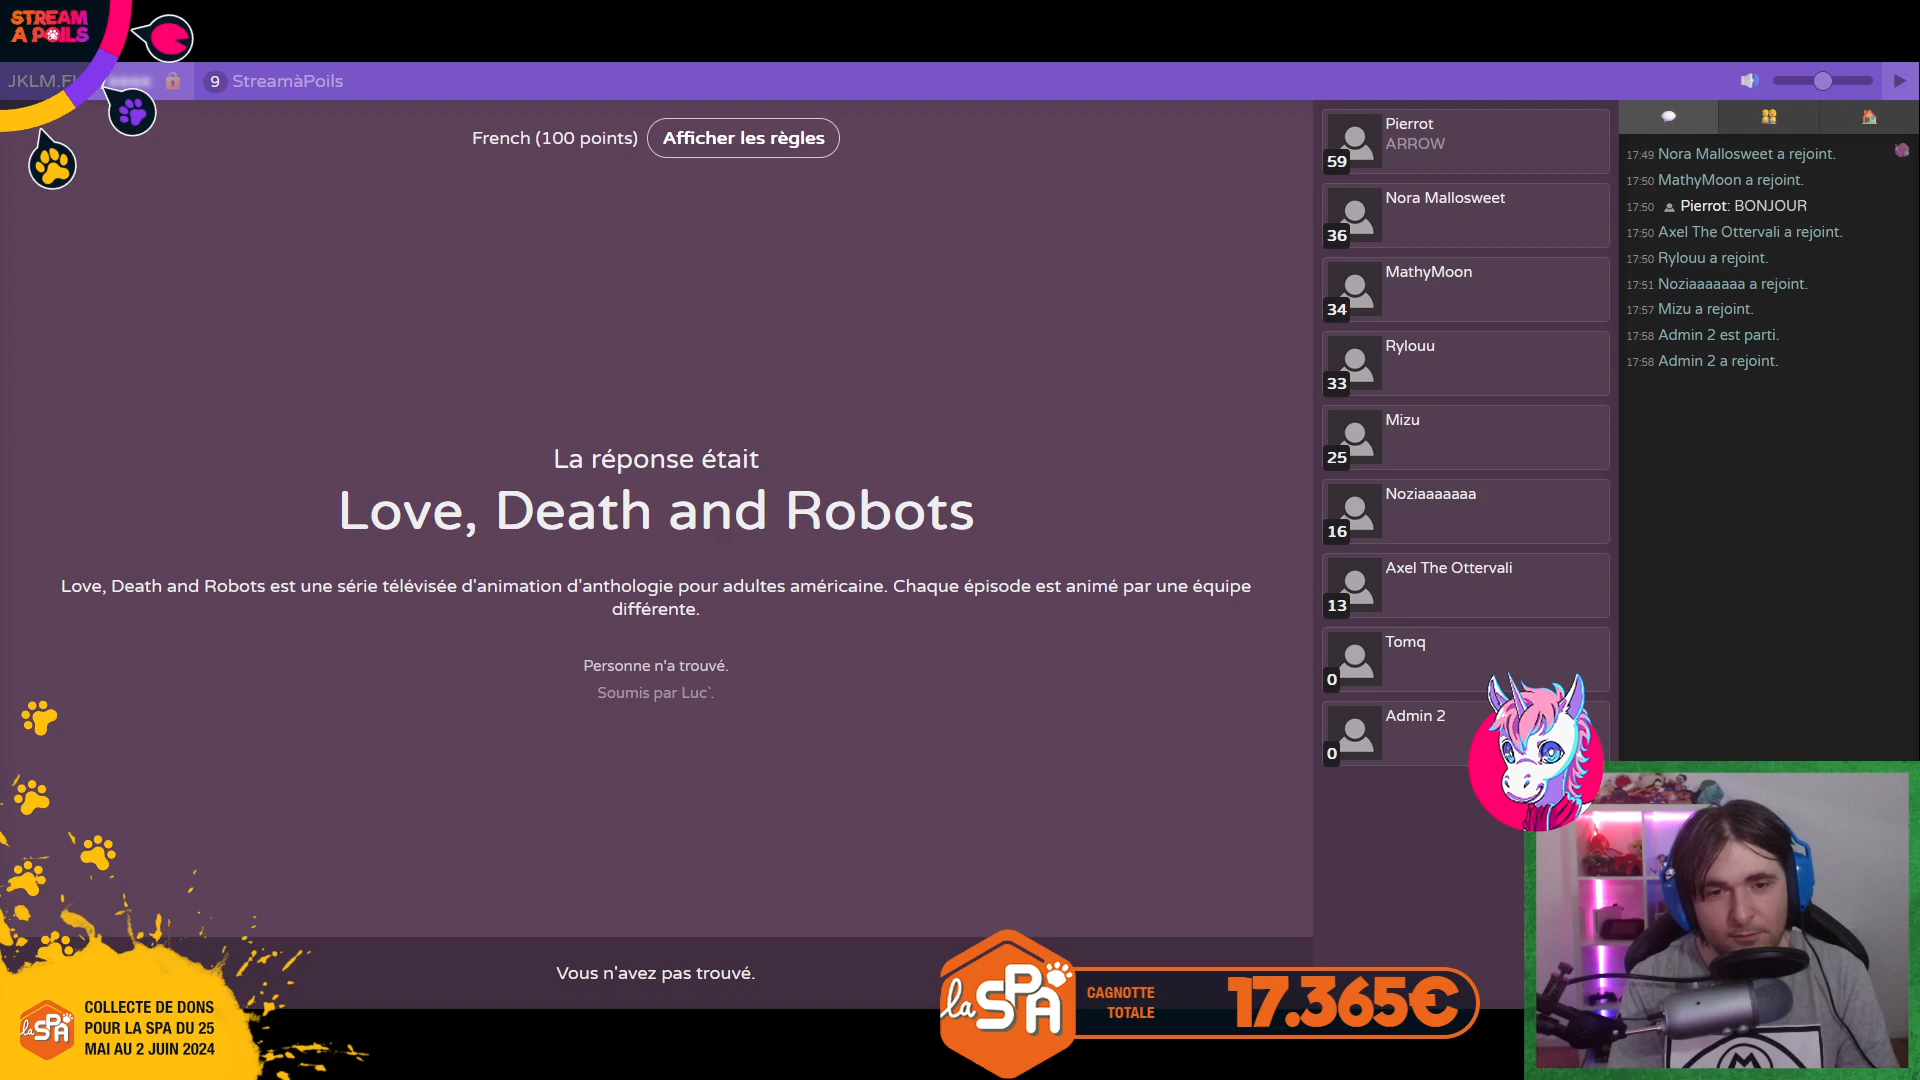 STREAM
A POILS
JKLM.F
9 StreamàPoils
French (100 points) Afficher les règles
La réponse était
Love, Death and Robots
Love, Death and Robots est une série télévisée d'animation d'anthologie pour adultes américaine. Chaque épisode est animé par une équipe
différente.
Personne n'a trouvé.
Soumis par Luc`.
Vous n'avez pas trouvé.
Pierrot
ARROW
59
Nora Mallosweet
36
MathyMoon
34
Rylouu
33
Mizu
25
Noziaaaaaaa
16
Axel The Ottervali
13
Tomq
0
Admin 2
0
17:49 Nora Mallosweet a rejoint.
17:50 MathyMoon a rejoint.
17:50 Pierrot: BONJOUR
17:50 Axel The Ottervali a rejoint.
17:50 Rylouu a rejoint.
17:51 Noziaaaaaaa a rejoint.
17:57 Mizu a rejoint.
17:58 Admin 2 est parti.
17:58 Admin 2 a rejoint.
la SPA
COLLECTE DE DONS
POUR LA SPA DU 25
MAI AU 2 JUIN 2024
la SPA
CAGNOTTE
TOTALE
17.365€
M